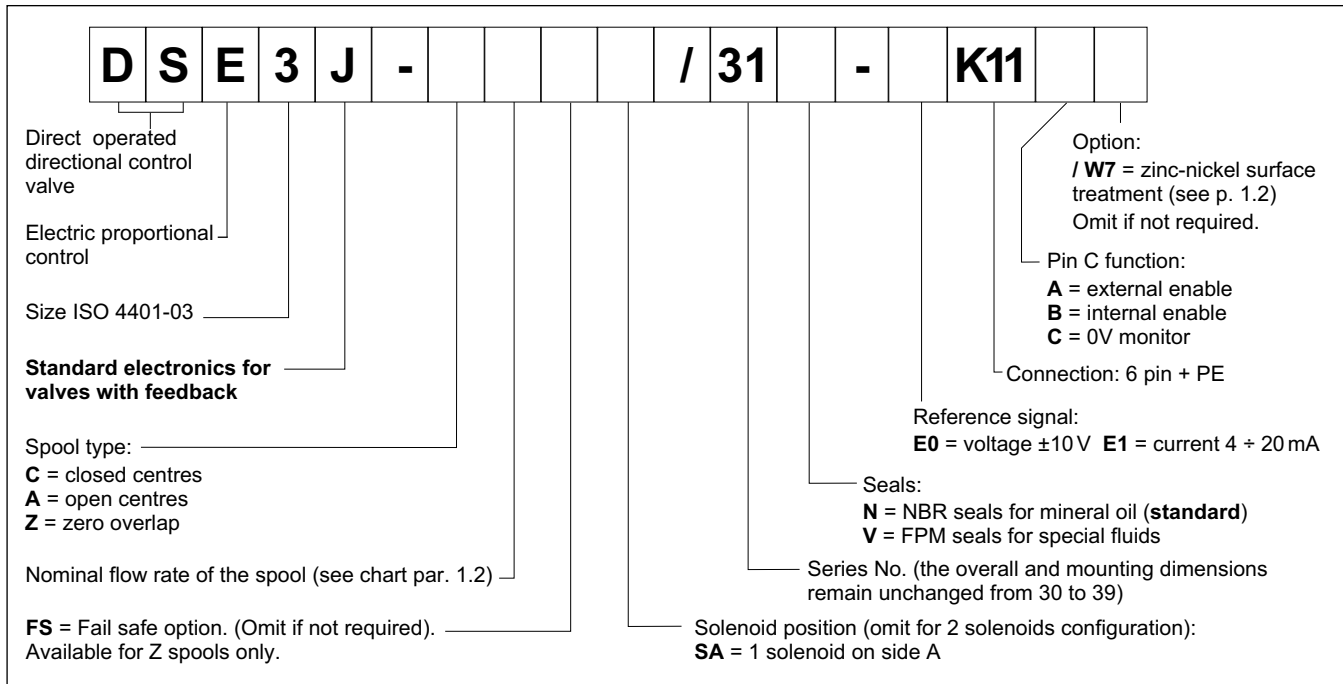 DSE3J- / 31 - K11
Direct operated
directional control
valve
Electric proportional
control
Size ISO 4401-03
Standard electronics for
valves with feedback
Spool type:
C = closed centres
A = open centres
Z = zero overlap
Nominal flow rate of the spool (see chart par. 1.2)
FS = Fail safe option. (Omit if not required).
Available for Z spools only.
Option:
/ W7 = zinc-nickel surface
treatment (see p. 1.2)
Omit if not required.
Pin C function:
A = external enable
B = internal enable
C = 0V monitor
Connection: 6 pin + PE
Reference signal:
E0 = voltage ±10 V E1 = current 4 ÷ 20 mA
Seals:
N = NBR seals for mineral oil (standard)
V = FPM seals for special fluids
Series No. (the overall and mounting dimensions
remain unchanged from 30 to 39)
Solenoid position (omit for 2 solenoids configuration):
SA = 1 solenoid on side A